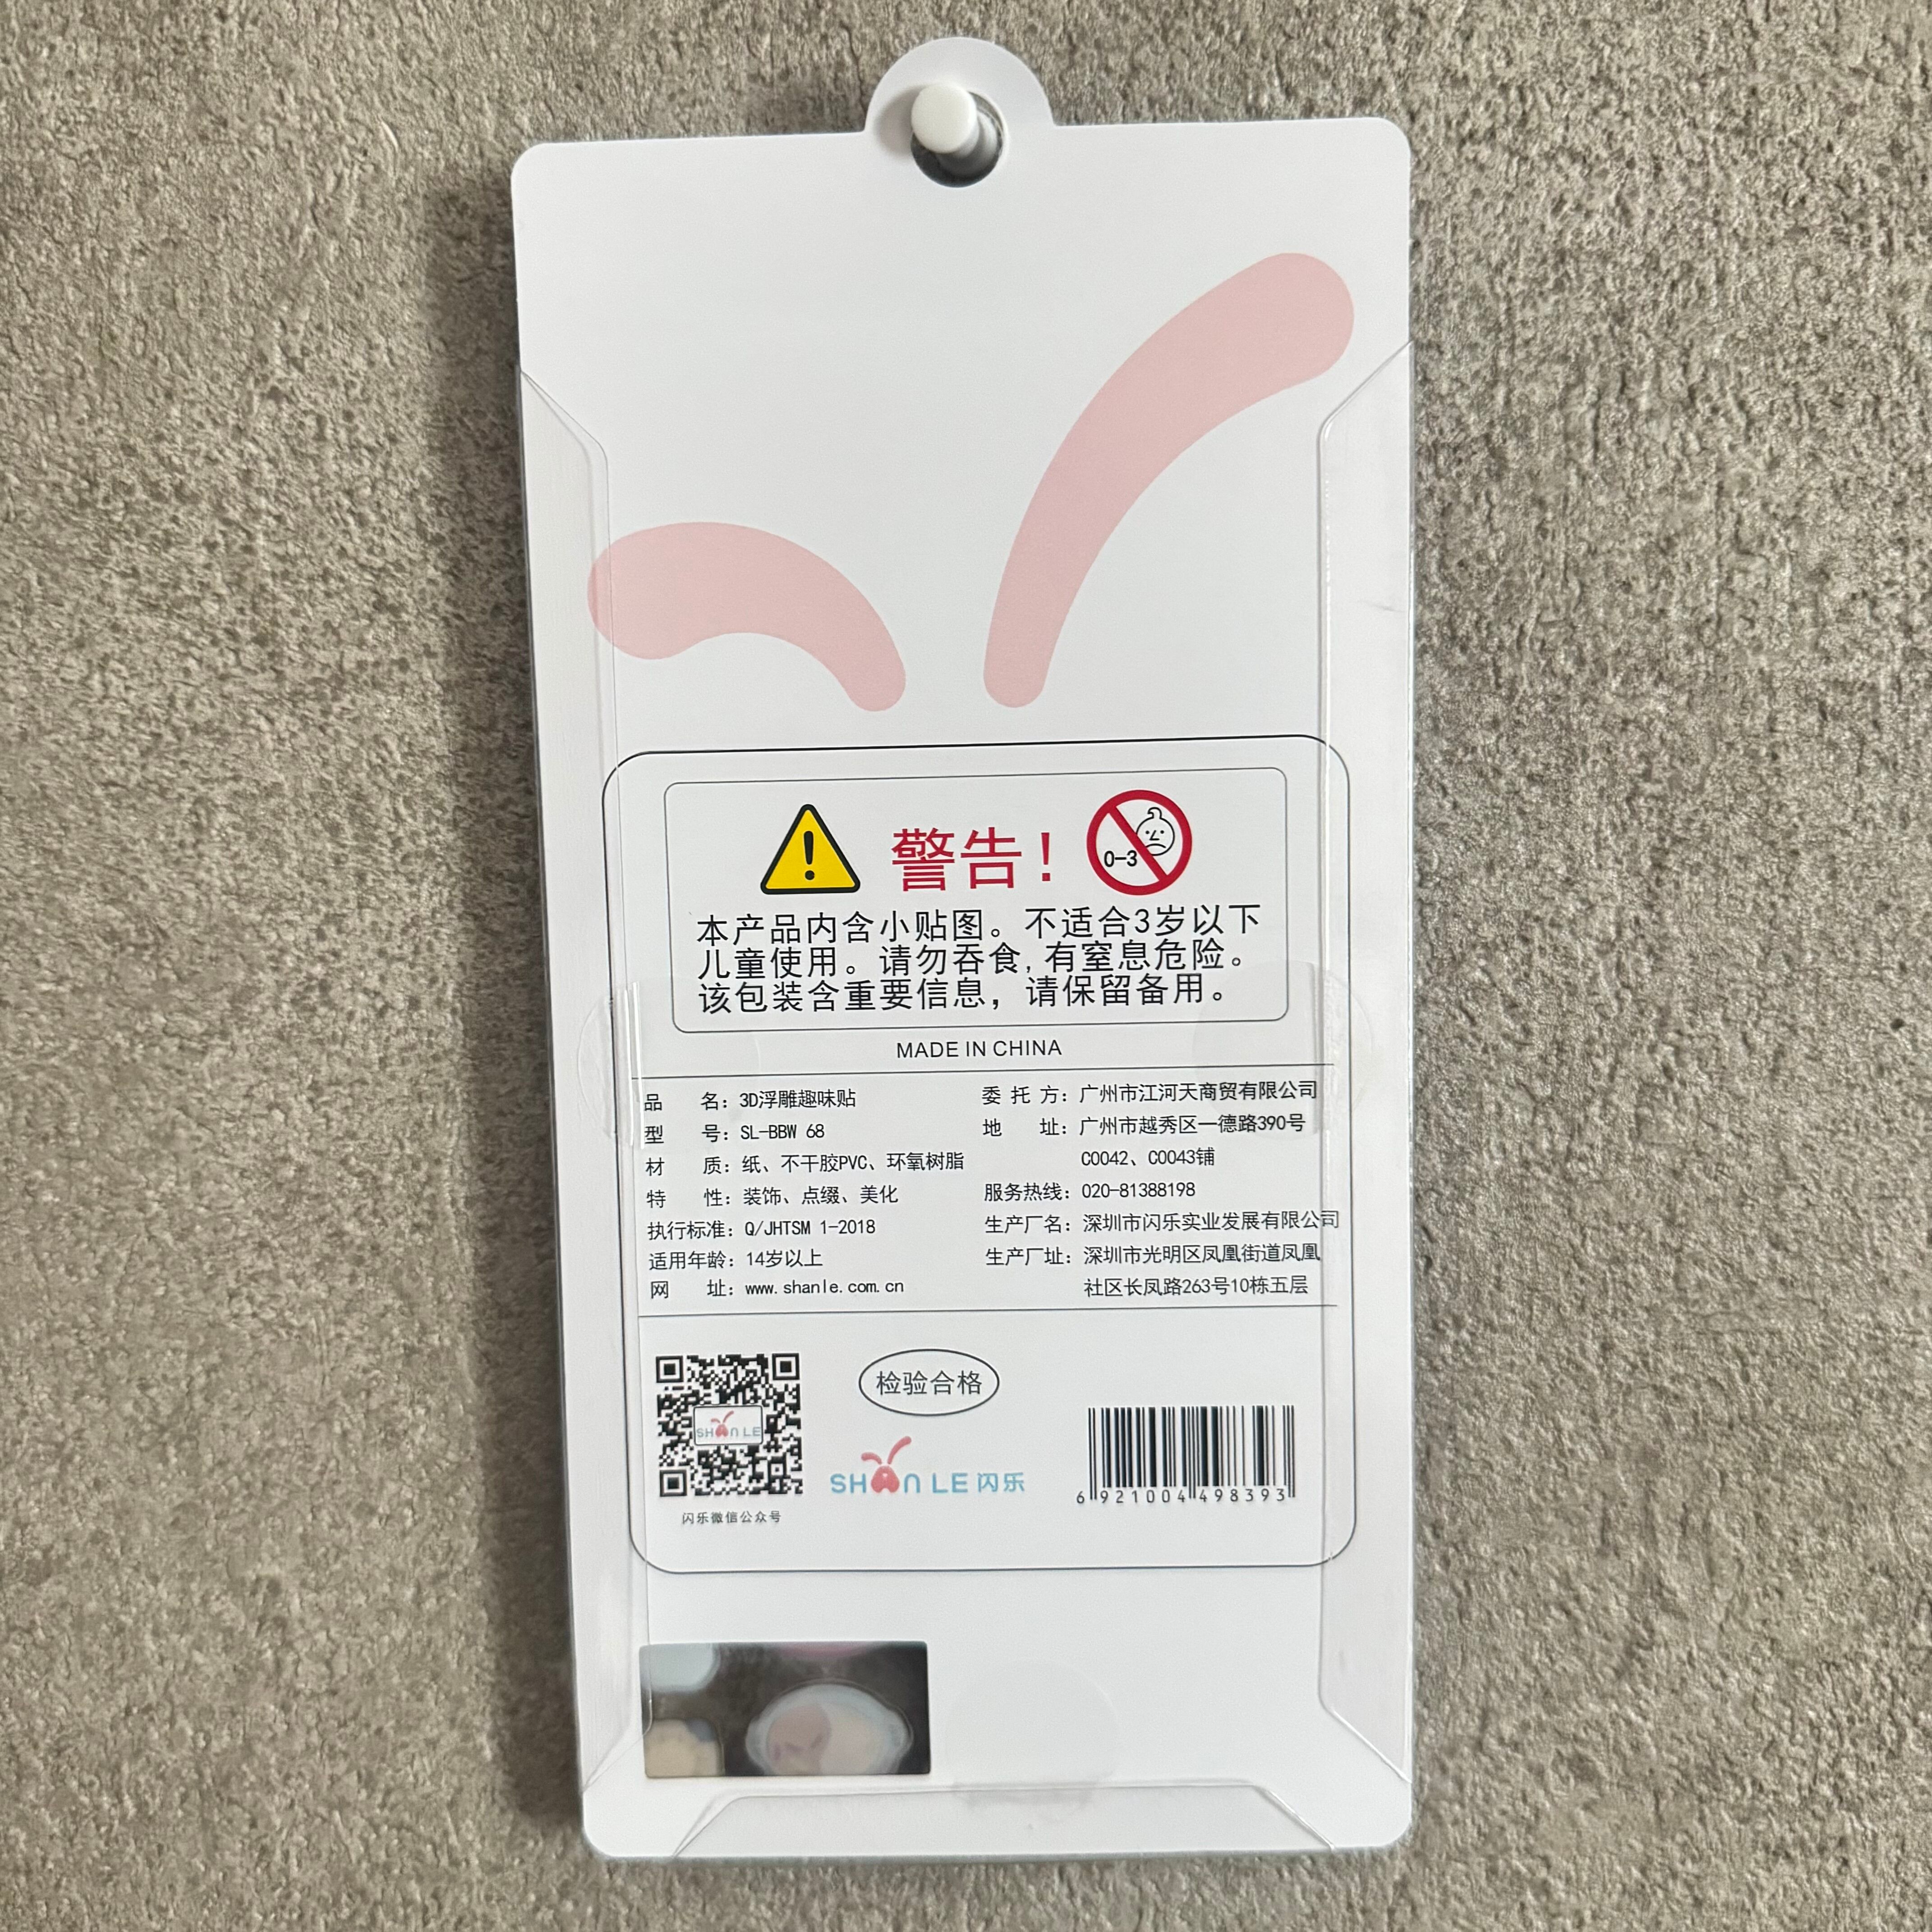 警告!
0-3
本产品内含小贴图。不适合3岁以下
儿童使用。请勿吞食,有窒息危险。
该包装含重要信息，请保留备用。
MADE IN CHINA
品 名：3D浮雕趣味贴
型 号：SL-BBW 68
材 质：纸、不干胶PVC、环氧树脂
特 性：装饰、点缀、美化
执行标准：Q/JHTSM 1-2018
适用年龄：14岁以上
网 址：www.shanle.com.cn
委 托 方：广州市江河天商贸有限公司
地 址：广州市越秀区一德路390号
C0042、C0043铺
服务热线：020-81388198
生产厂名：深圳市闪乐实业发展有限公司
生产厂址：深圳市光明区凤凰街道凤凰
社区长凤路263号10栋五层
SHAN LE
闪乐微信公众号
检验合格
SHAN LE 闪乐
6 921004 498393